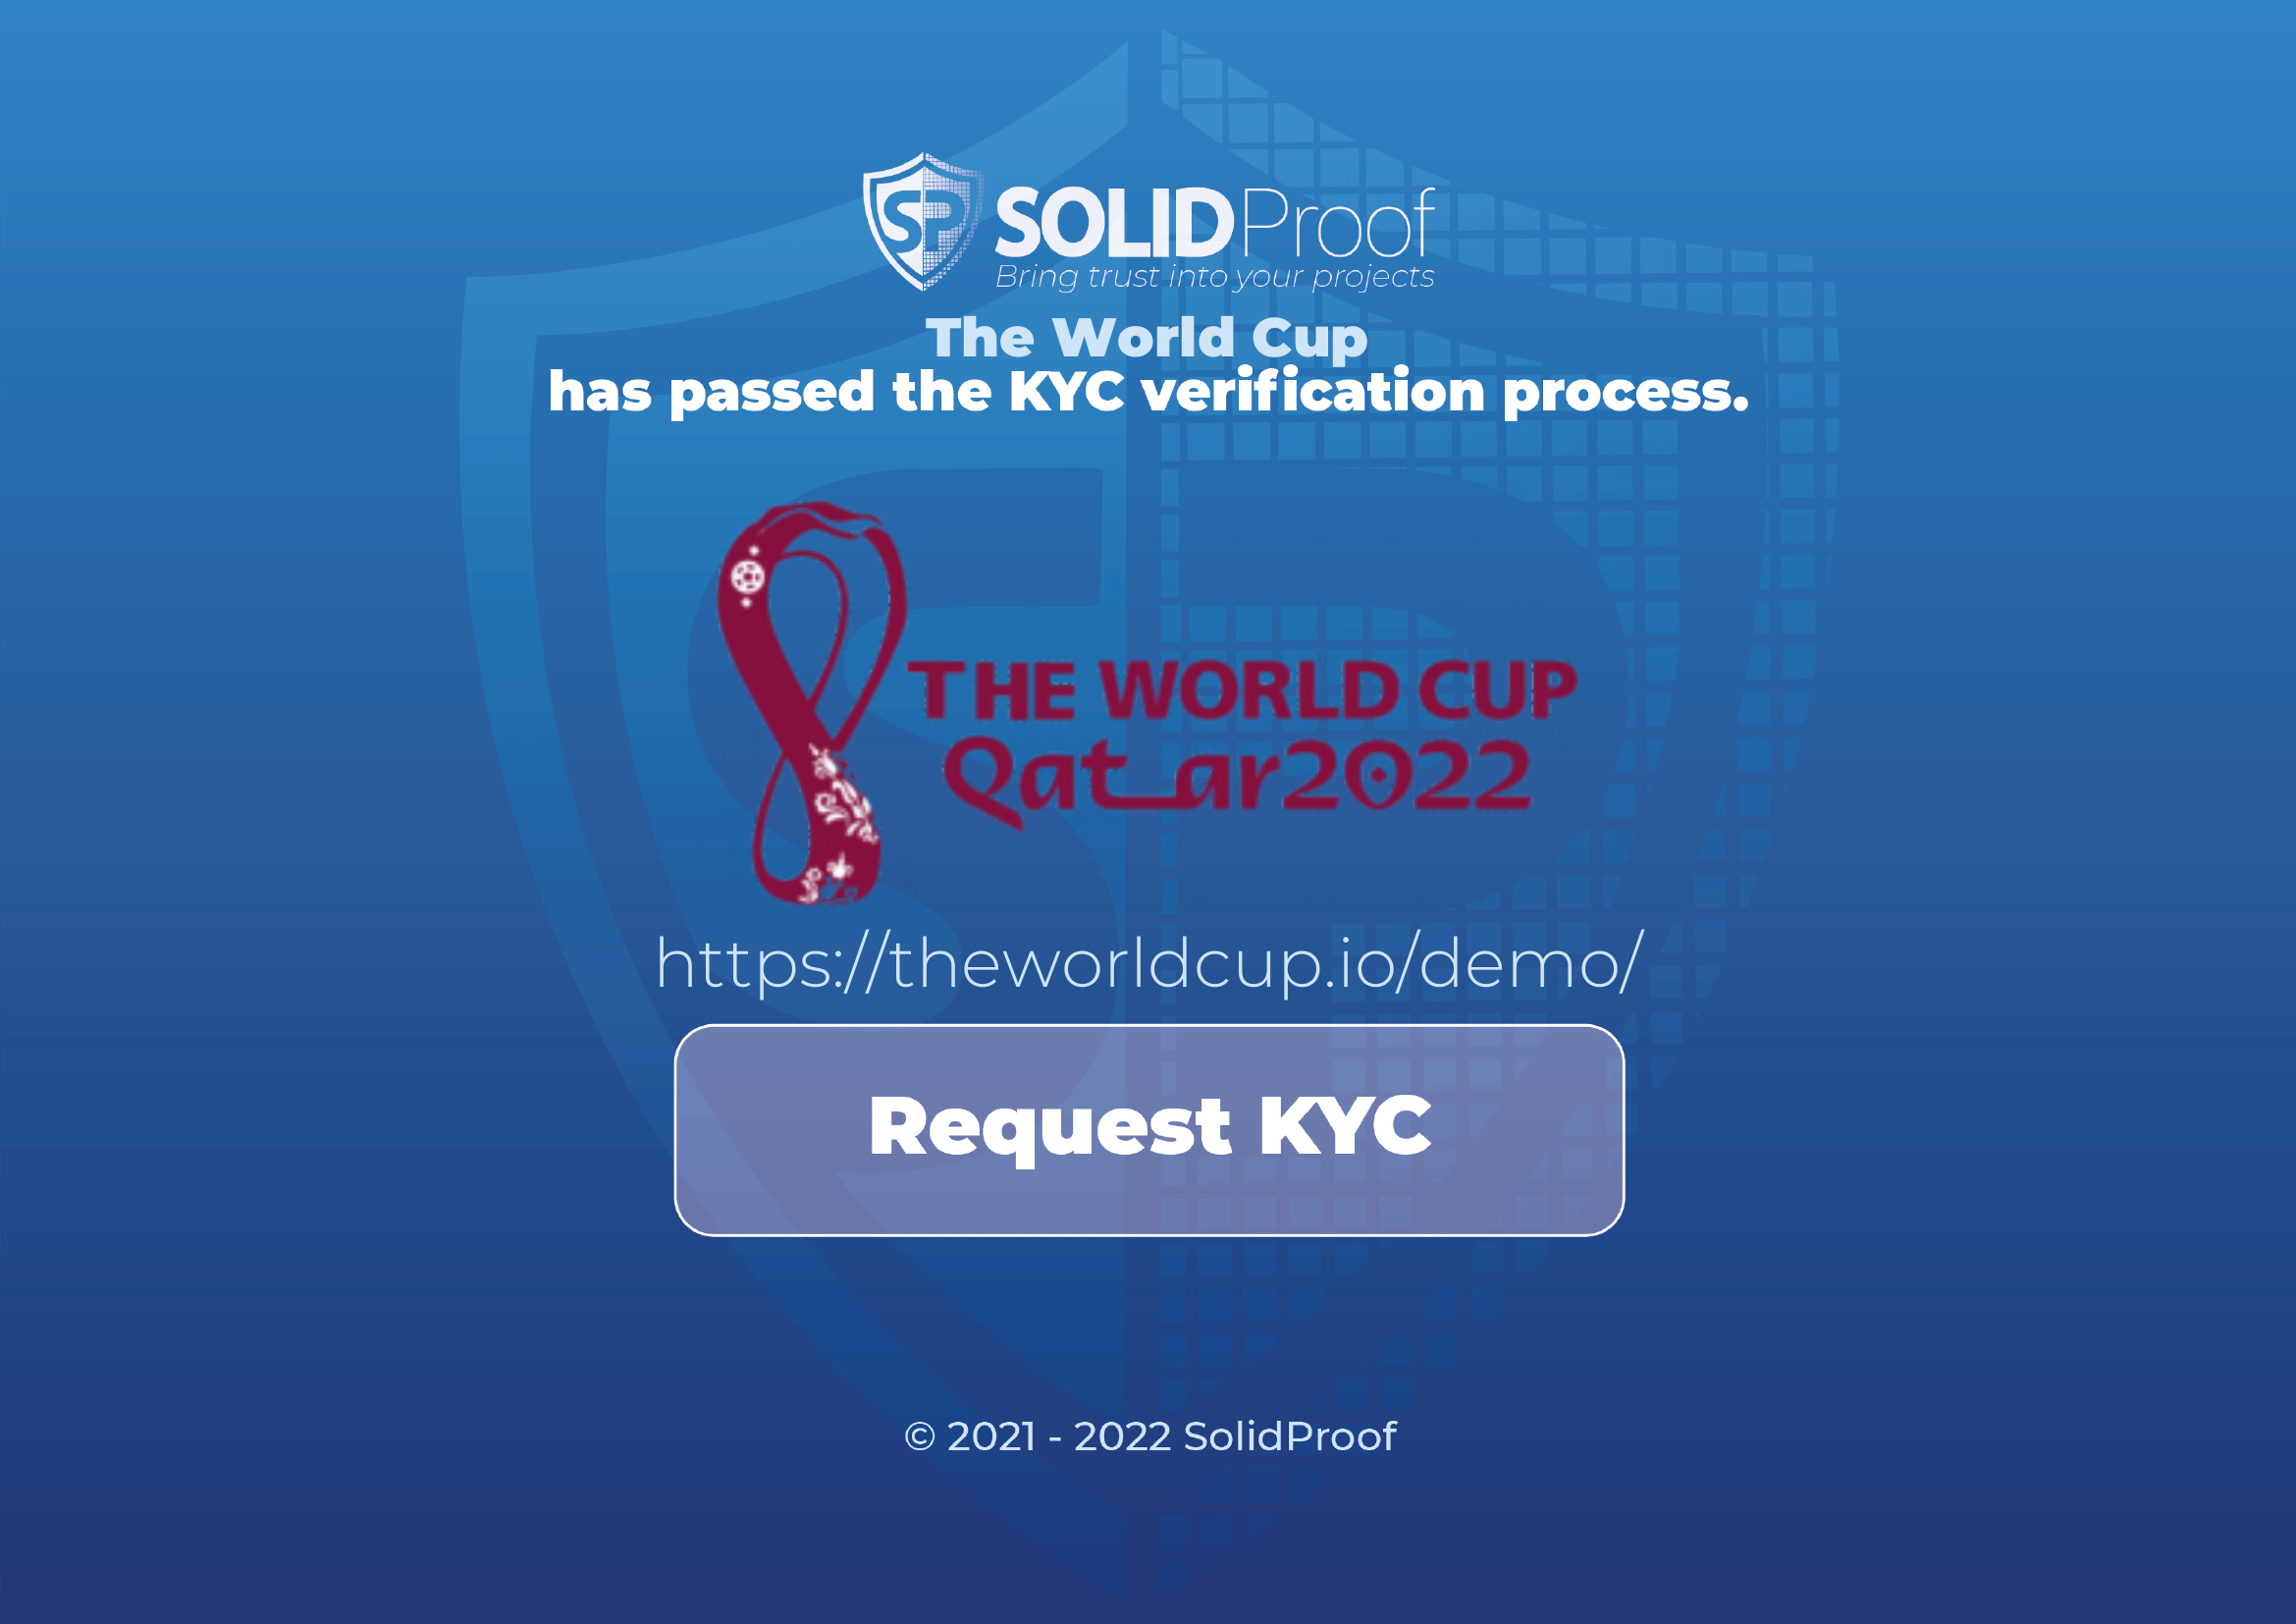 SP SOLIDProof
Bring trust into your projects
The World Cup
has passed the KYC verification process.
THE WORLD CUP
Qatar2022
https://theworldcup.io/demo/
Request KYC
© 2021 - 2022 SolidProof